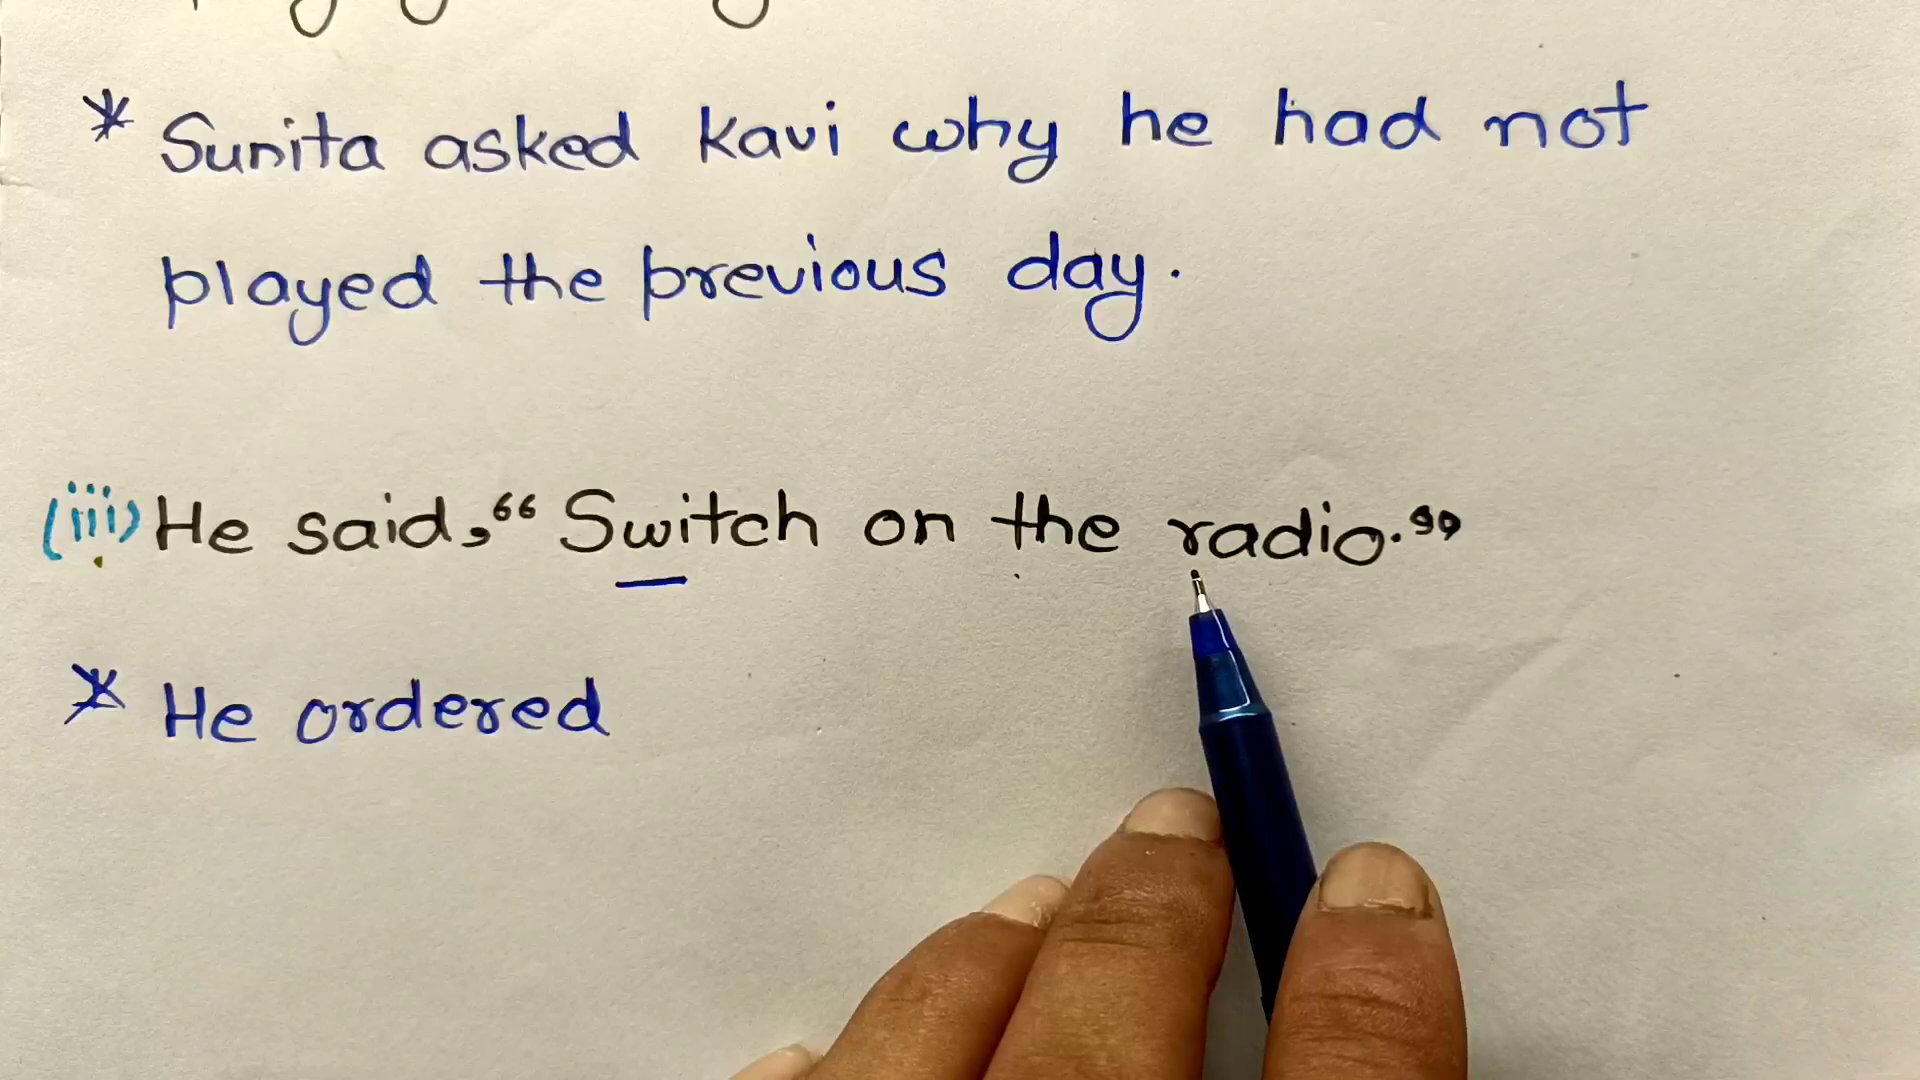 * Sunita asked Kavi why he had not
played the previous day.
(iii) He said, “Switch on the radio.”
* He ordered